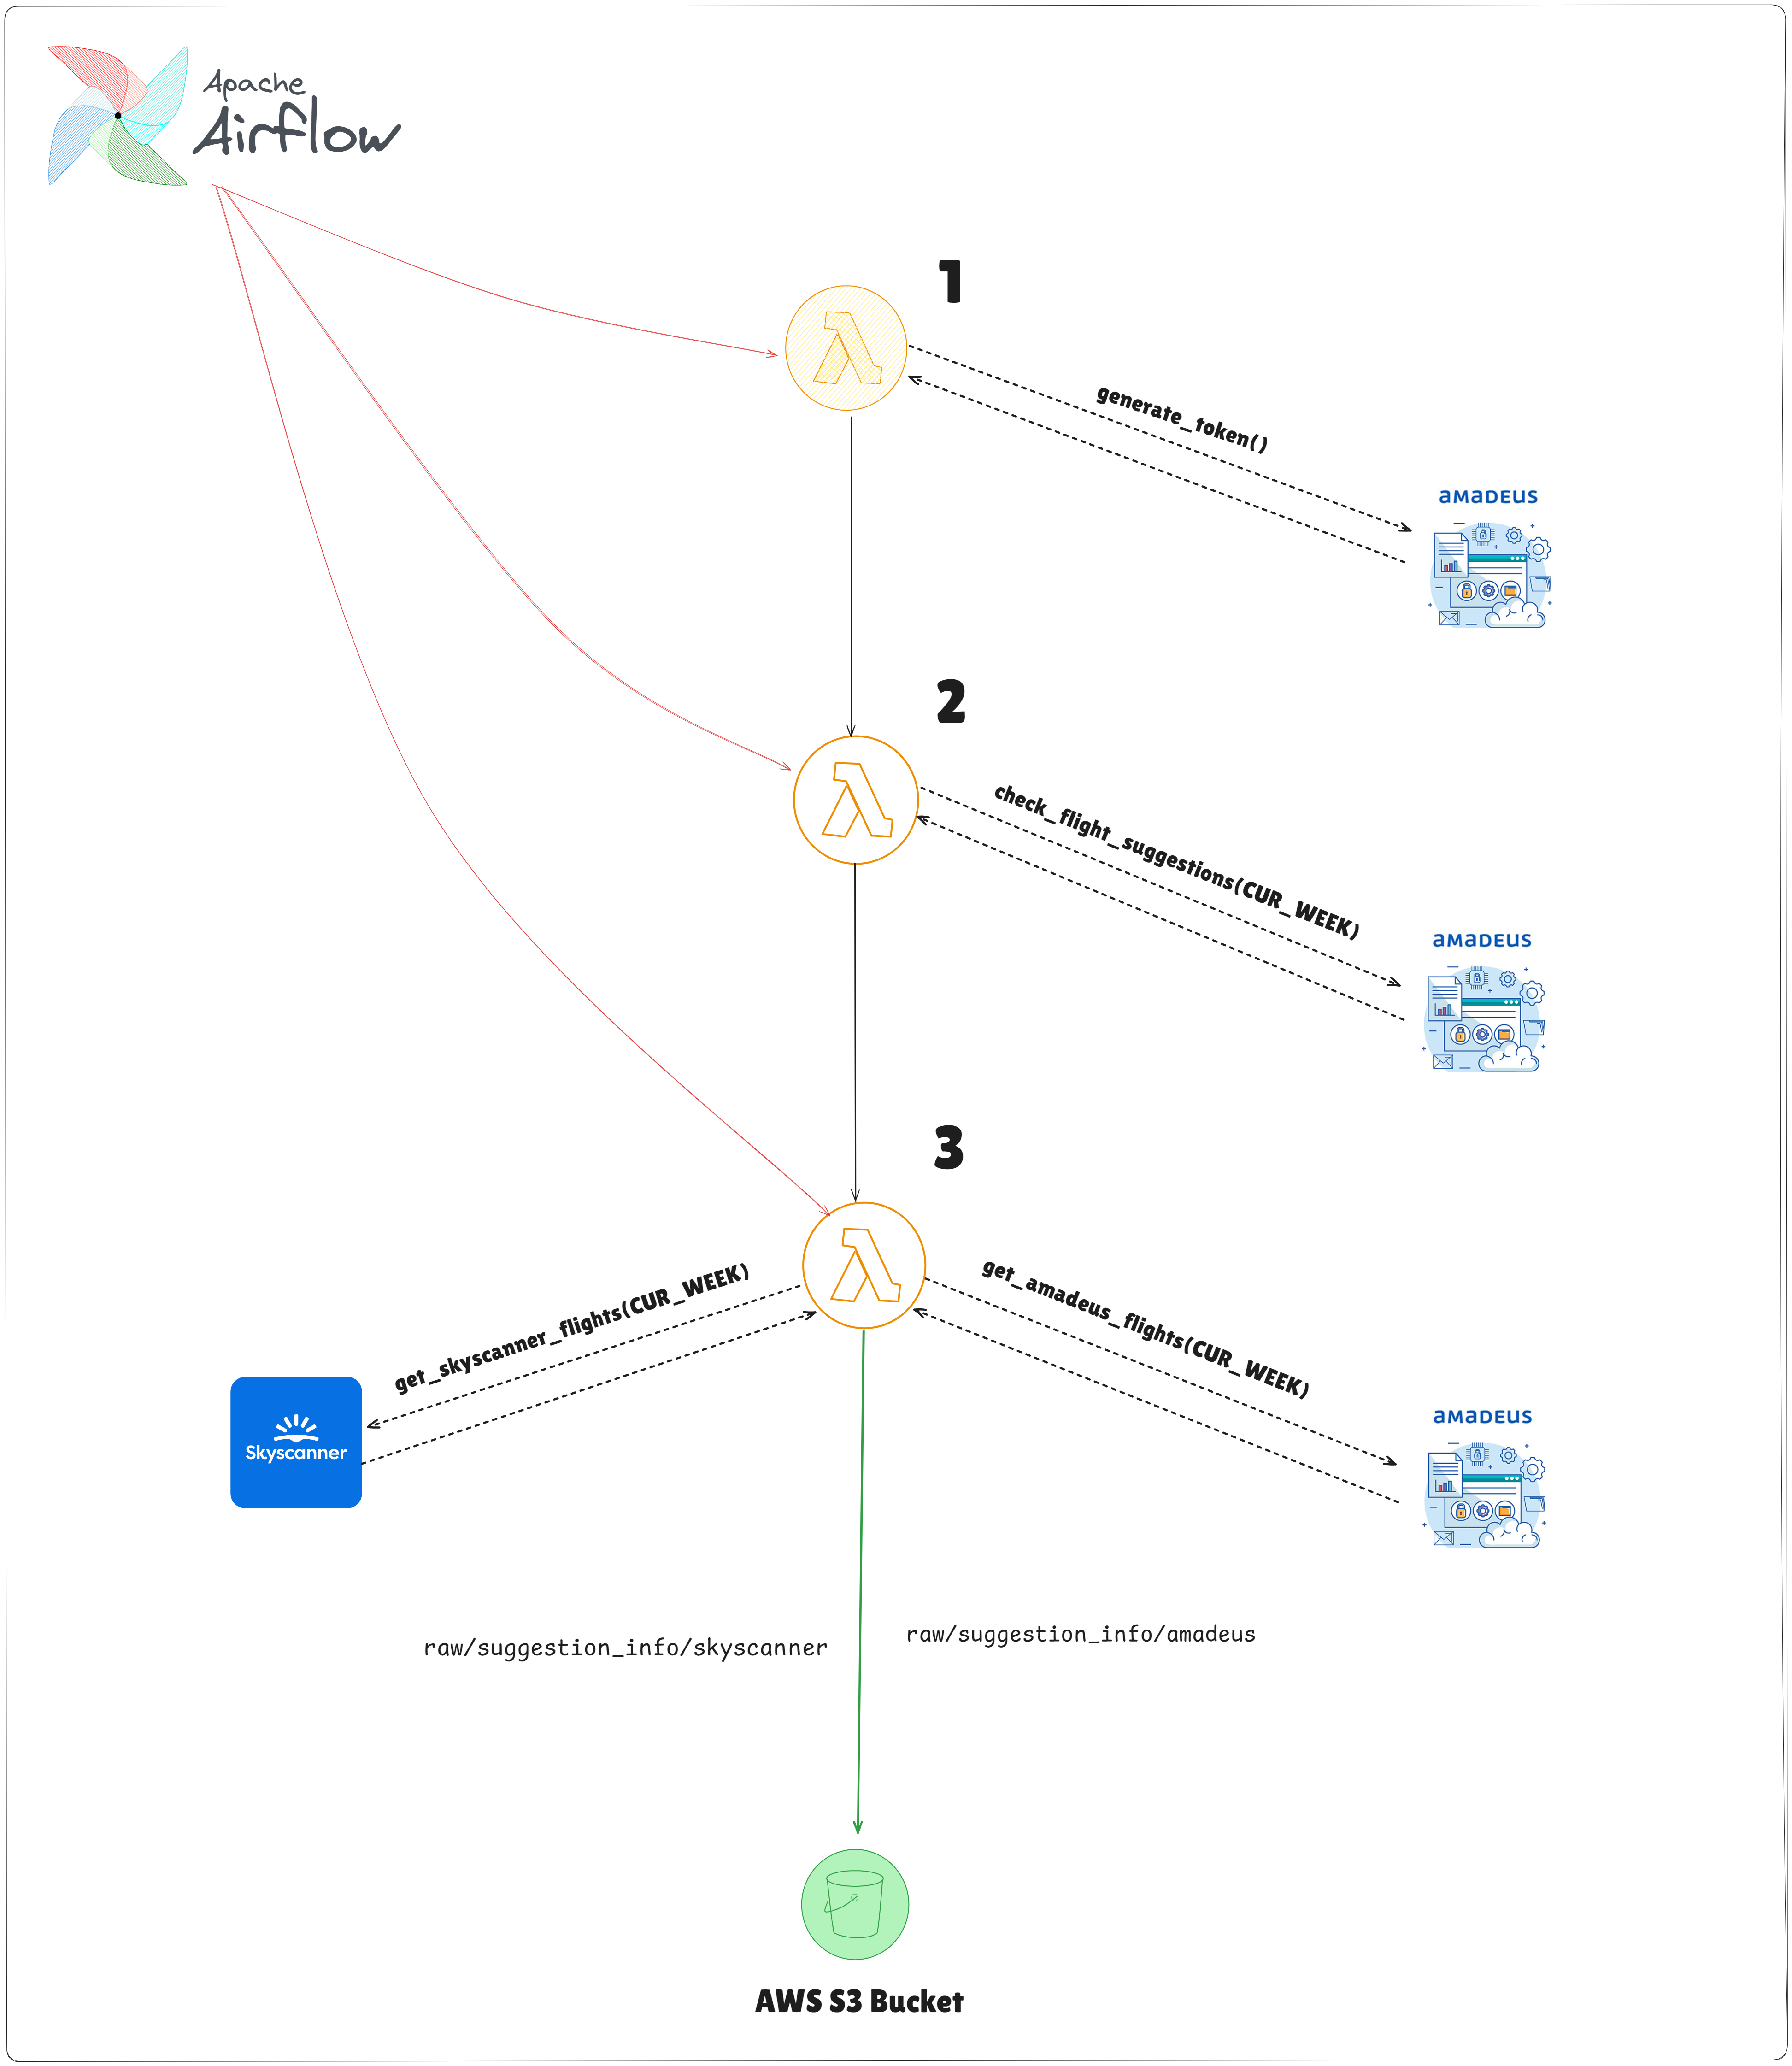 Apache
Airflow
1
generate_token()
amadeus
2
check_flight_suggestions(CUR_WEEK)
amadeus
3
get_skyscanner_flights(CUR_WEEK)
get_amadeus_flights(CUR_WEEK)
Skyscanner
amadeus
raw/suggestion_info/skyscanner
raw/suggestion_info/amadeus
AWS S3 Bucket